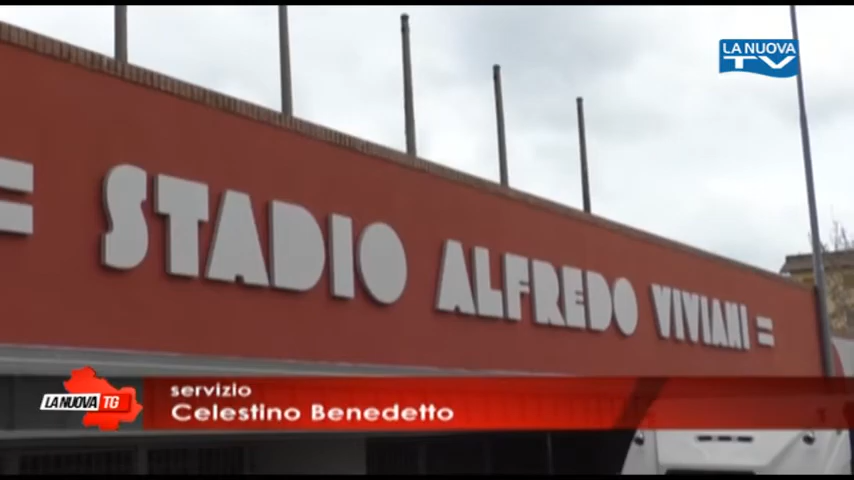 LA NUOVA
TV
= STADIO ALFREDO VIVIANI =
servizio
LA NUOVA TG
Celestino Benedetto